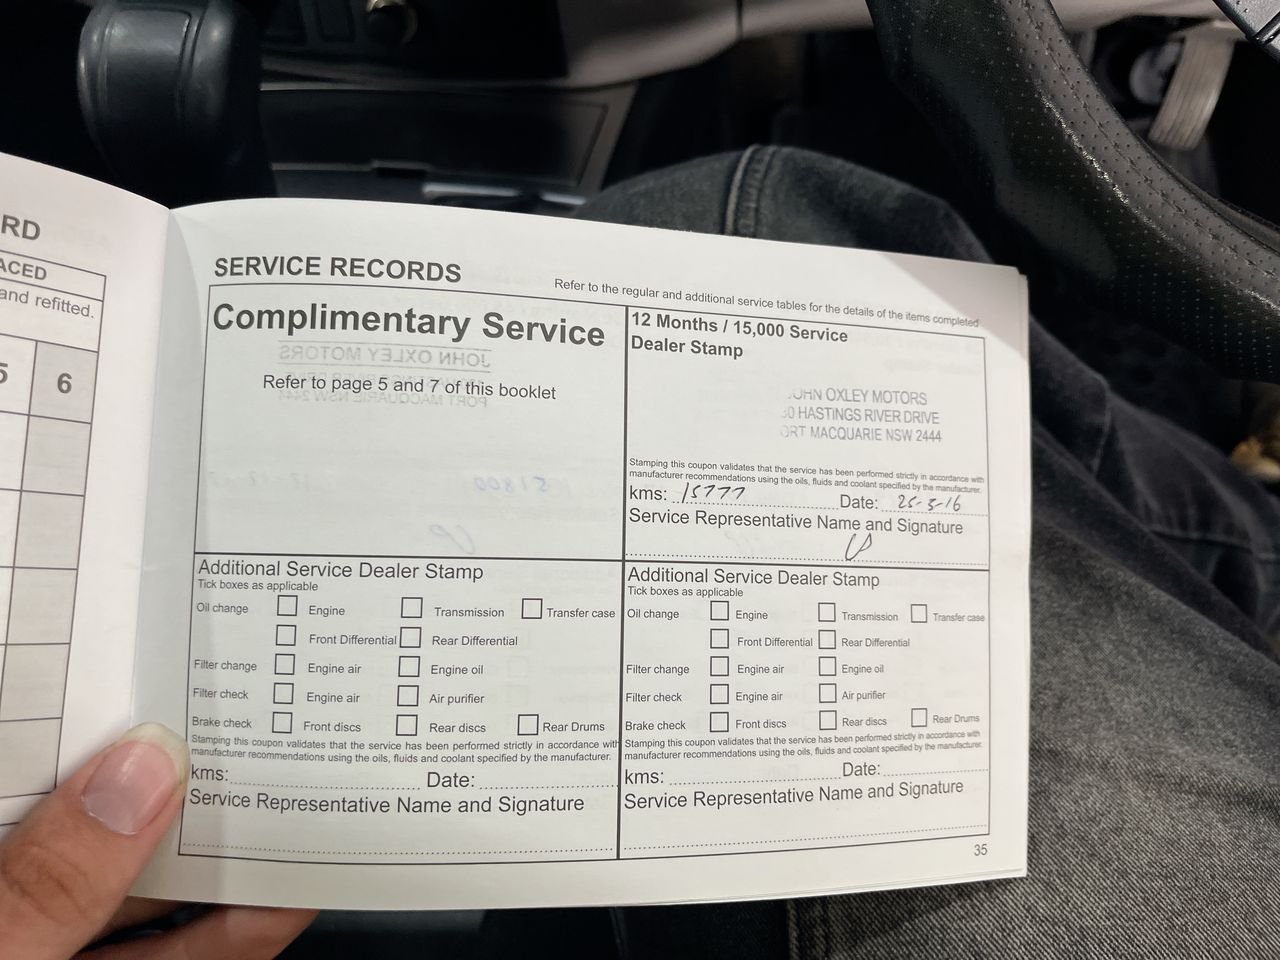 RD
ACED
and refitted.
5 6
SERVICE RECORDS
Refer to the regular and additional service tables for the details of the items completed
Complimentary Service
JOHN OXLEY MOTORS
Refer to page 5 and 7 of this booklet
PORT MACQUARIE NSW 2444
51800
12 Months / 15,000 Service
Dealer Stamp
JOHN OXLEY MOTORS
30 HASTINGS RIVER DRIVE
ORT MACQUARIE NSW 2444
Stamping this coupon validates that the service has been performed strictly in accordance with
manufacturer recommendations using the oils, fluids and coolant specified by the manufacturer.
kms: 15777 Date: 25-5-16
Service Representative Name and Signature
Additional Service Dealer Stamp
Tick boxes as applicable
Oil change Engine Transmission Transfer case
Front Differential Rear Differential
Filter change Engine air Engine oil
Filter check Engine air Air purifier
Brake check Front discs Rear discs Rear Drums
Stamping this coupon validates that the service has been performed strictly in accordance with
manufacturer recommendations using the oils, fluids and coolant specified by the manufacturer.
kms: Date:
Service Representative Name and Signature
Additional Service Dealer Stamp
Tick boxes as applicable
Oil change Engine Transmission Transfer case
Front Differential Rear Differential
Filter change Engine air Engine oil
Filter check Engine air Air purifier
Brake check Front discs Rear discs Rear Drums
Stamping this coupon validates that the service has been performed strictly in accordance with
manufacturer recommendations using the oils, fluids and coolant specified by the manufacturer.
kms: Date:
Service Representative Name and Signature
35